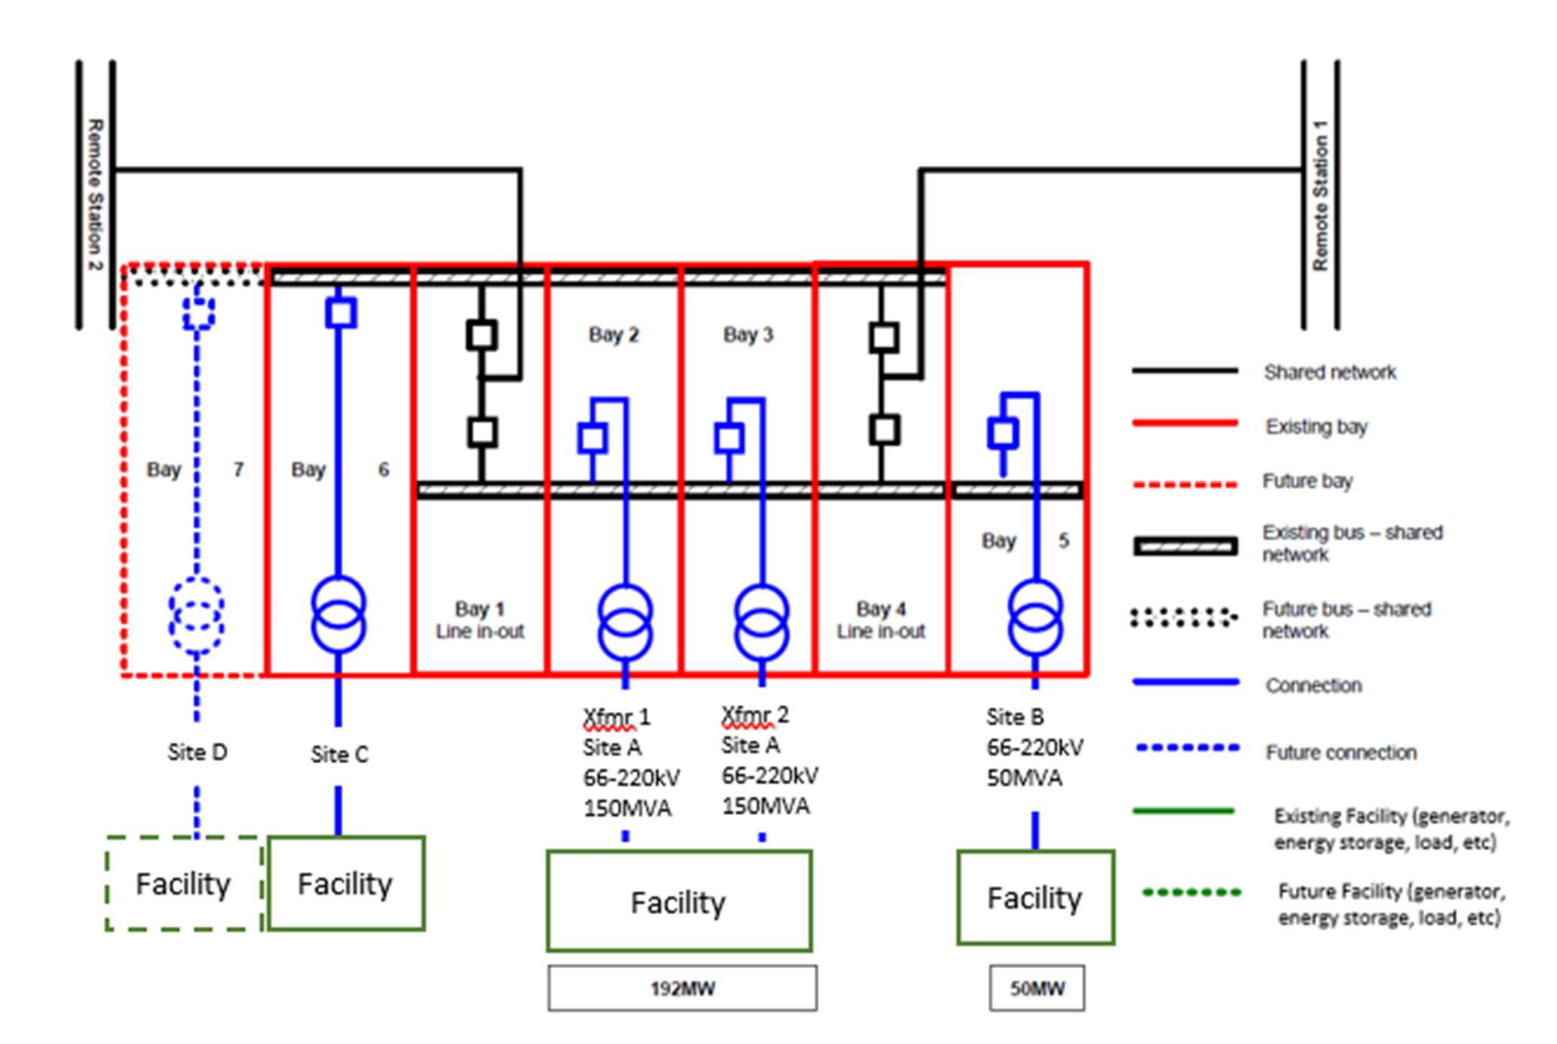 Remote Station 2
Remote Station 1
Bay 2
Bay 3
Bay 7
Bay 6
Bay 5
Bay 1
Line in-out
Bay 4
Line in-out
Xfmr 1
Site A
66-220kV
150MVA
Xfmr 2
Site A
66-220kV
150MVA
Site B
66-220kV
50MVA
Site D
Site C
Facility
Facility
Facility
Facility
192MW
50MW
Shared network
Existing bay
Future bay
Existing bus – shared
network
Future bus – shared
network
Connection
Future connection
Existing Facility (generator,
energy storage, load, etc)
Future Facility (generator,
energy storage, load, etc)